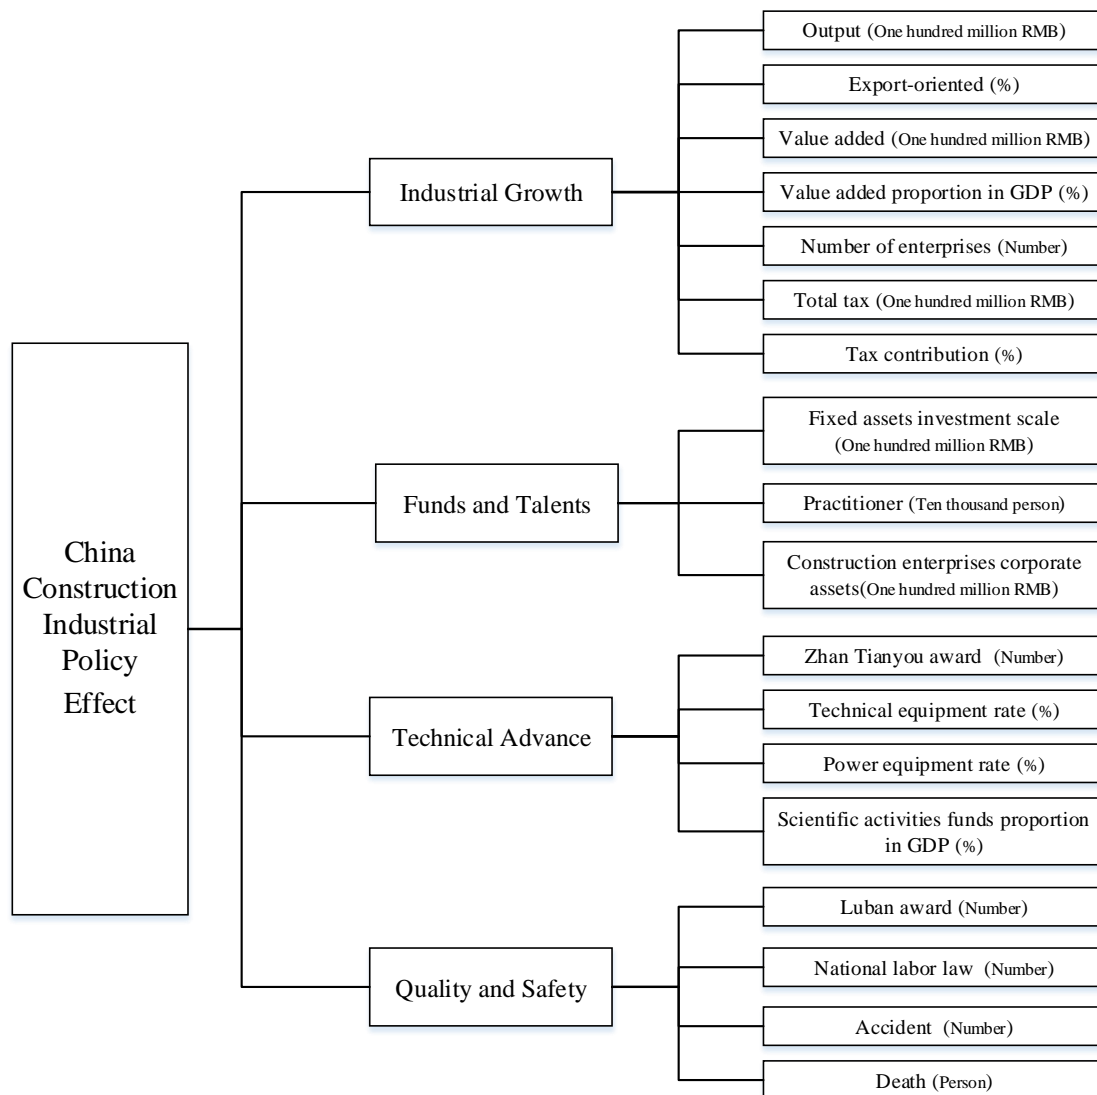 China
Construction
Industrial
Policy
Effect
Industrial Growth
Output (One hundred million RMB)
Export-oriented (%)
Value added (One hundred million RMB)
Value added proportion in GDP (%)
Number of enterprises (Number)
Total tax (One hundred million RMB)
Tax contribution (%)
Funds and Talents
Fixed assets investment scale
(One hundred million RMB)
Practitioner (Ten thousand person)
Construction enterprises corporate
assets(One hundred million RMB)
Technical Advance
Zhan Tianyou award (Number)
Technical equipment rate (%)
Power equipment rate (%)
Scientific activities funds proportion
in GDP (%)
Quality and Safety
Luban award (Number)
National labor law (Number)
Accident (Number)
Death (Person)